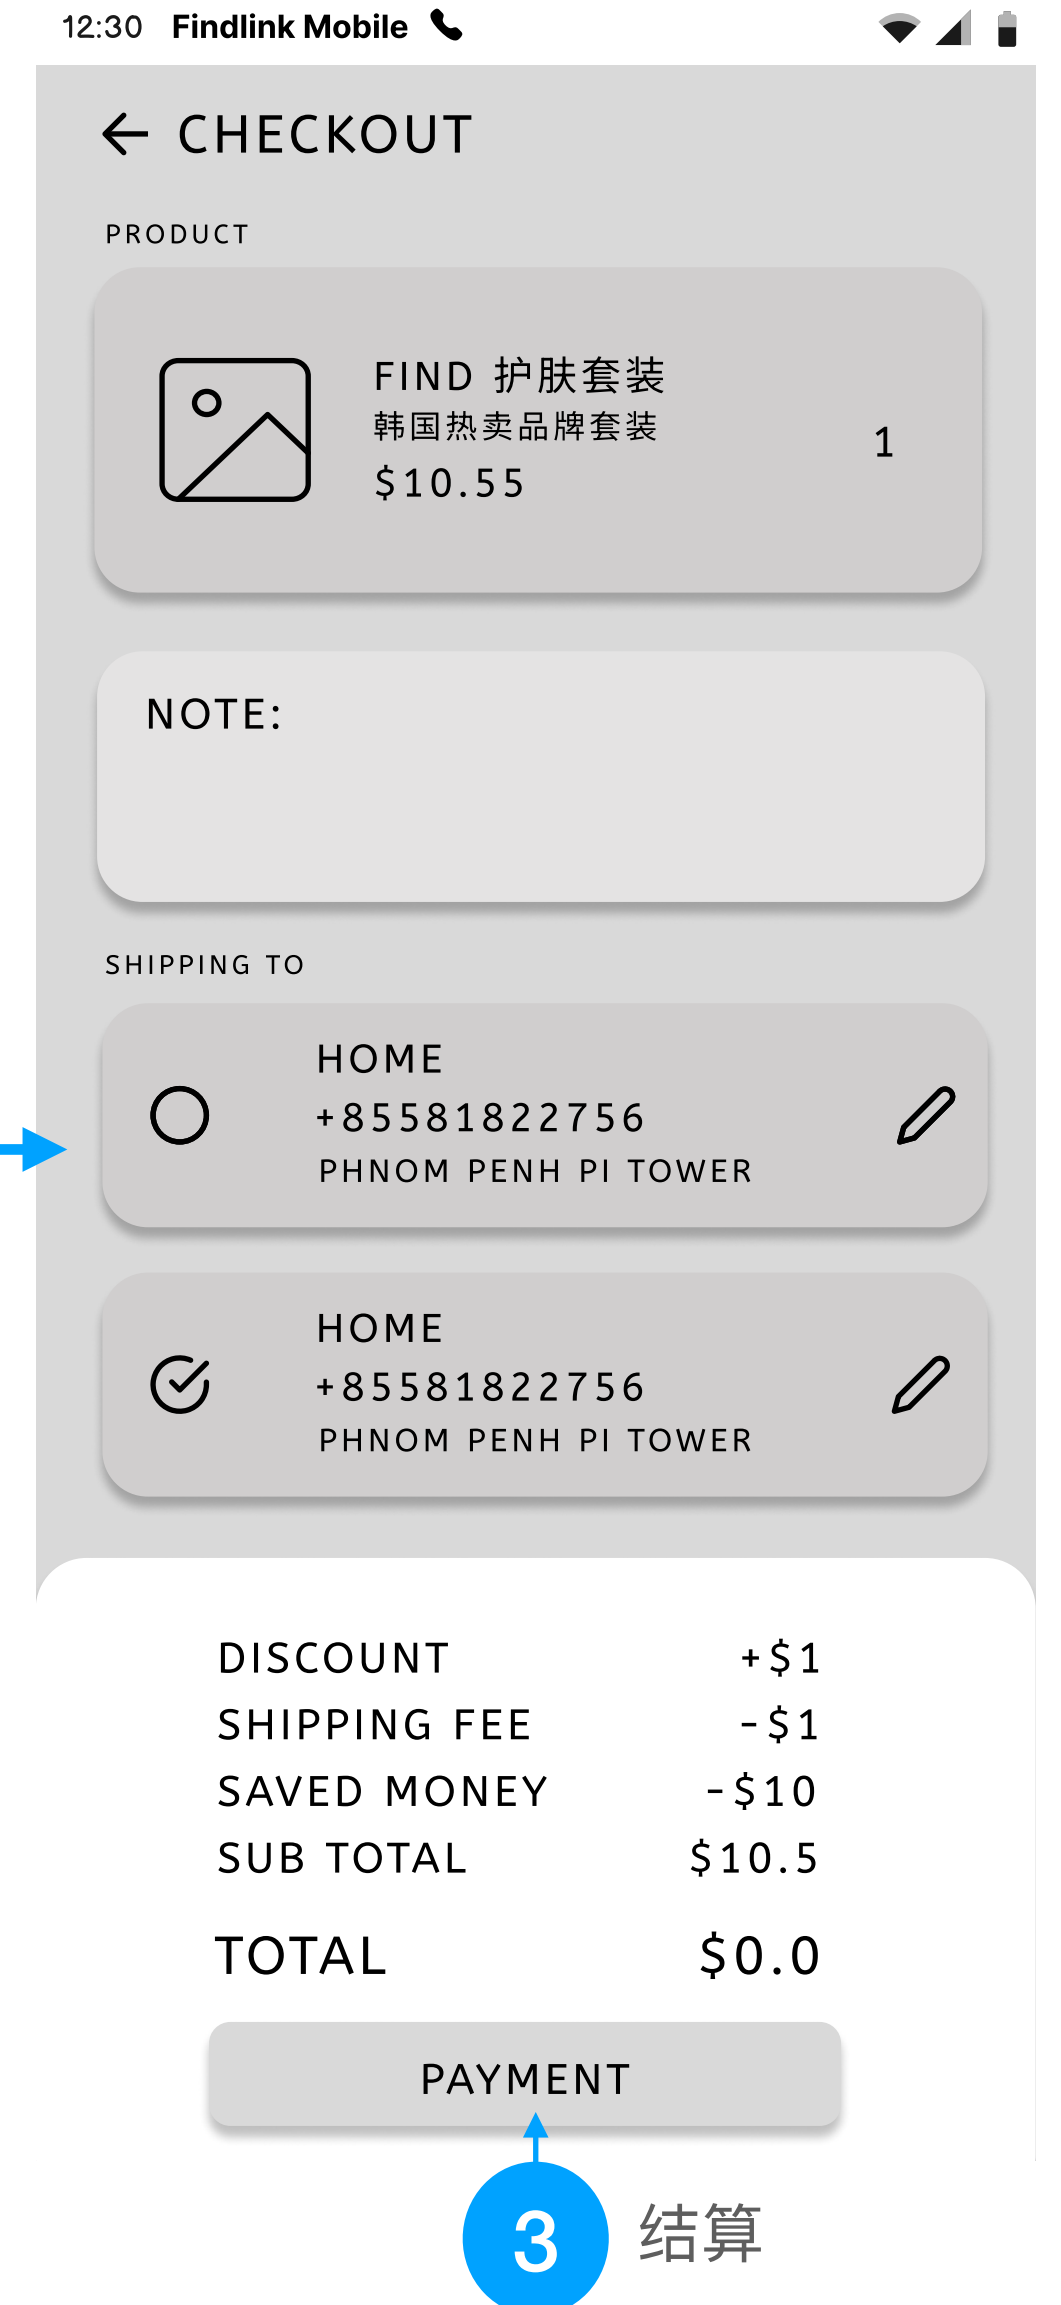 12:30 Findlink Mobile
CHECKOUT
PRODUCT
FIND 护肤套装
韩国热卖品牌套装
$10.55
1
NOTE:
SHIPPING TO
HOME
+85581822756
PHNOM PENH PI TOWER
HOME
+85581822756
PHNOM PENH PI TOWER
DISCOUNT +$1
SHIPPING FEE -$1
SAVED MONEY -$10
SUB TOTAL $10.5
TOTAL $0.0
PAYMENT
3 结算